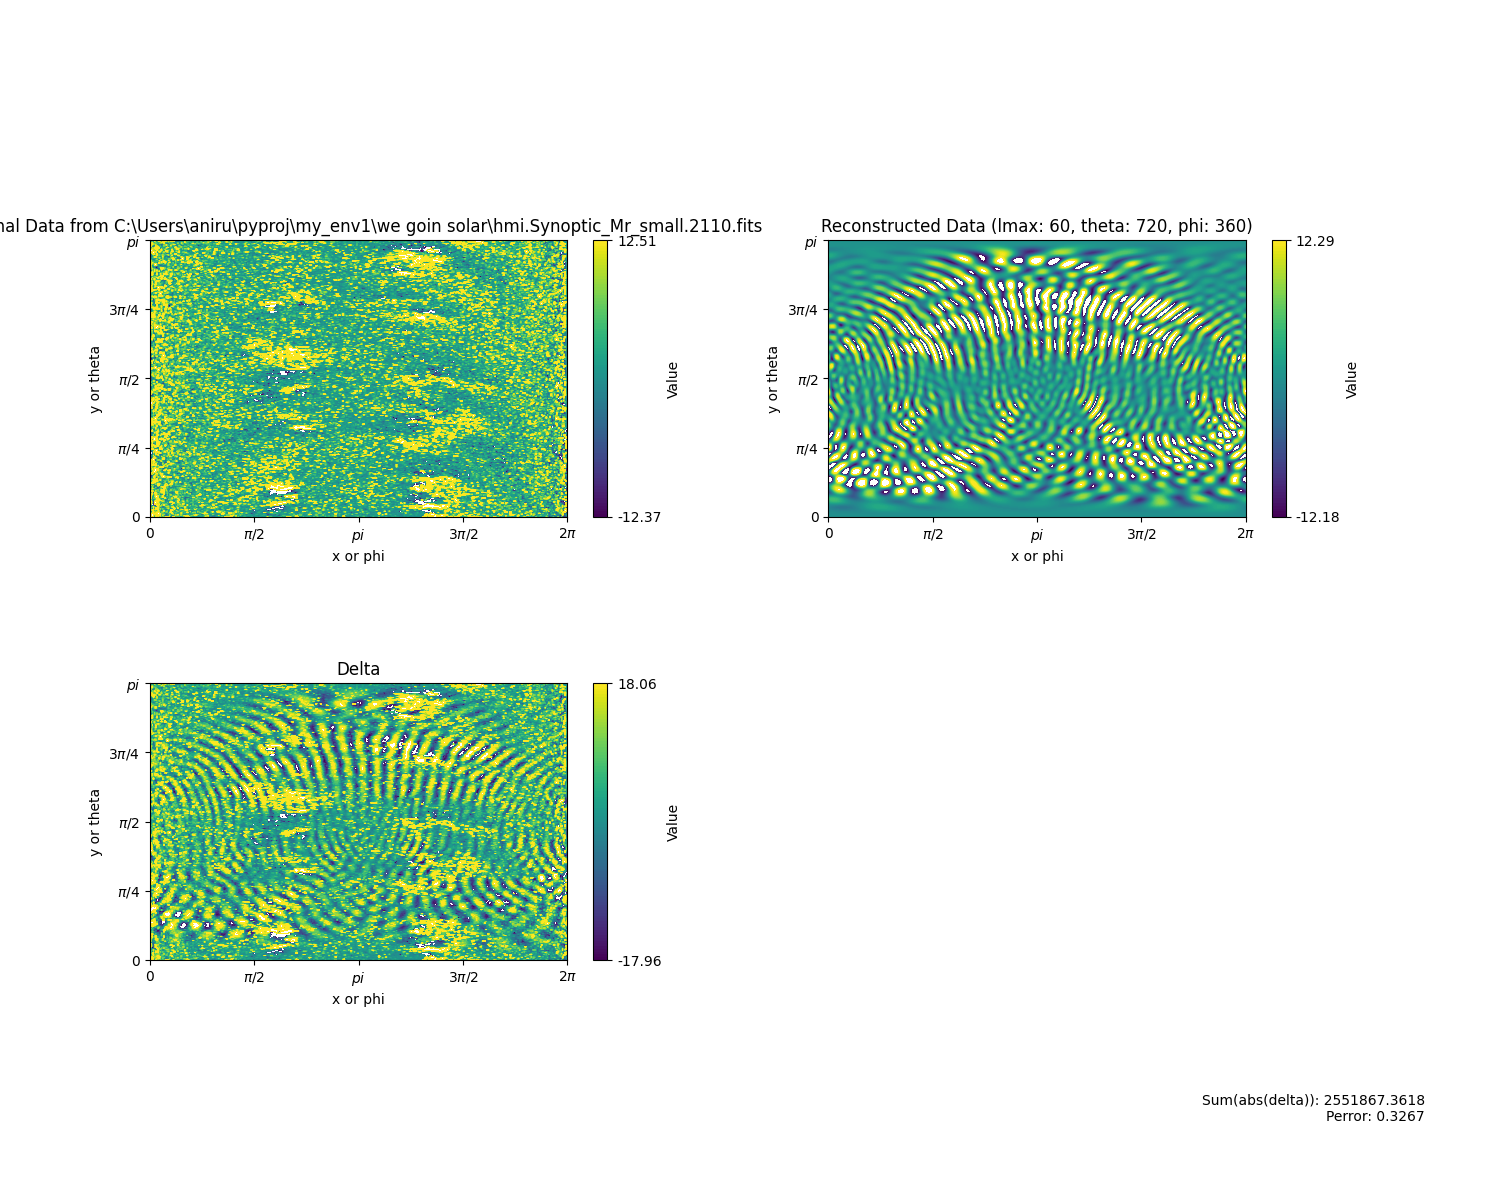 nal Data from C:\Users\aniru\pyproj\my_env1\we goin solar\hmi.Synoptic_Mr_small.2110.fits
pi
3π/4
π/2
π/4
0
y or theta
0
π/2
pi
3π/2
2π
x or phi
12.51
-12.37
Value
Reconstructed Data (lmax: 60, theta: 720, phi: 360)
pi
3π/4
π/2
π/4
0
y or theta
0
π/2
pi
3π/2
2π
x or phi
12.29
-12.18
Value
Delta
pi
3π/4
π/2
π/4
0
y or theta
0
π/2
pi
3π/2
2π
x or phi
18.06
-17.96
Value
Sum(abs(delta)): 2551867.3618
Perror: 0.3267